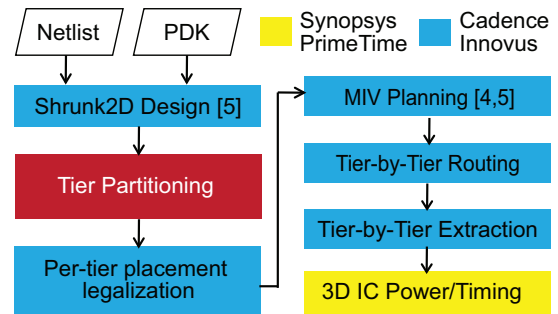 Netlist
PDK
Synopsys
PrimeTime
Cadence
Innovus
Shrunk2D Design [5]
Tier Partitioning
Per-tier placement
legalization
MIV Planning [4,5]
Tier-by-Tier Routing
Tier-by-Tier Extraction
3D IC Power/Timing